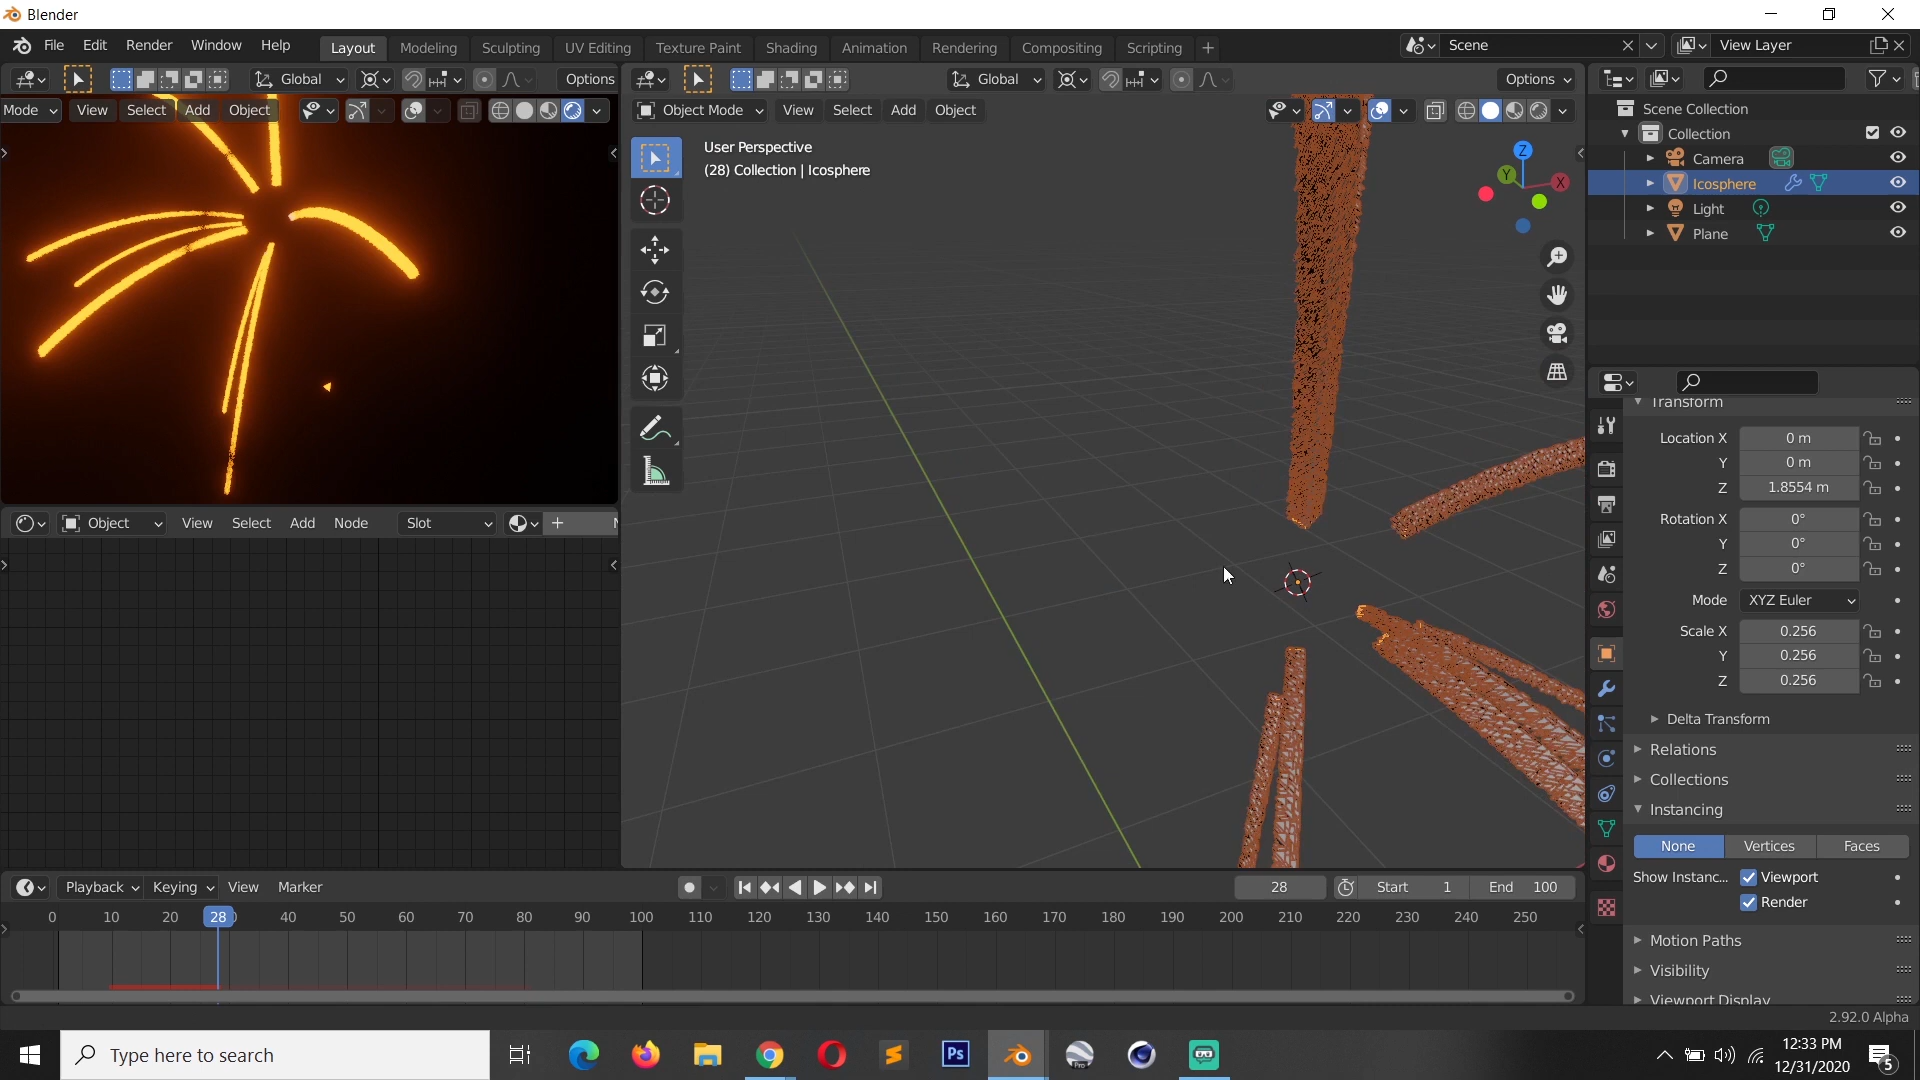 Blender
File Edit Render Window Help Layout Modeling Sculpting UV Editing Texture Paint Shading Animation Rendering Compositing Scripting + Scene View Layer
Global Options Global Options
Mode View Select Add Object Object Mode View Select Add Object
Scene Collection
Collection
Camera
Icosphere
Light
Plane
User Perspective
(28) Collection | Icosphere
Z
Y
X
Transform
Location X 0 m
Y 0 m
Z 1.8554 m
Rotation X 0°
Y 0°
Z 0°
Mode XYZ Euler
Scale X 0.256
Y 0.256
Z 0.256
Delta Transform
Relations
Collections
Instancing
None Vertices Faces
Show Instanc... Viewport
Render
Motion Paths
Visibility
Viewport Display
Object View Select Add Node Slot
Playback Keying View Marker 28 Start 1 End 100
0 10 20 28 40 50 60 70 80 90 100 110 120 130 140 150 160 170 180 190 200 210 220 230 240 250
2.92.0 Alpha
Type here to search
Ps
Pro
12:33 PM
12/31/2020
5